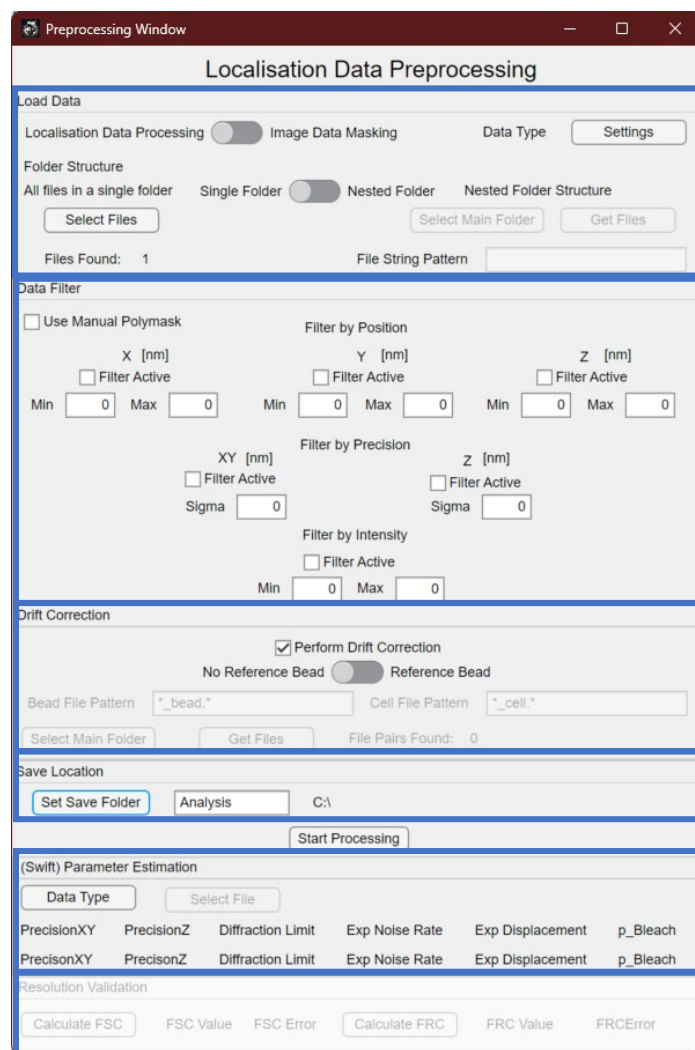 Preprocessing Window
Localisation Data Preprocessing
Load Data
Localisation Data Processing Image Data Masking Data Type Settings
Folder Structure
All files in a single folder Single Folder Nested Folder Nested Folder Structure
Select Files Select Main Folder Get Files
Files Found: 1 File String Pattern
Data Filter
Use Manual Polymask Filter by Position
X [nm] Y [nm] Z [nm]
Filter Active Filter Active Filter Active
Min 0 Max 0 Min 0 Max 0 Min 0 Max 0
Filter by Precision
XY [nm] Z [nm]
Filter Active Filter Active
Sigma 0 Sigma 0
Filter by Intensity
Filter Active
Min 0 Max 0
Drift Correction
Perform Drift Correction
No Reference Bead Reference Bead
Bead File Pattern *_bead.* Cell File Pattern *_cell.*
Select Main Folder Get Files File Pairs Found: 0
Save Location
Set Save Folder Analysis C:\
Start Processing
(Swift) Parameter Estimation
Data Type Select File
PrecisionXY PrecisionZ Diffraction Limit Exp Noise Rate Exp Displacement p_Bleach
PrecisonXY PrecisonZ Diffraction Limit Exp Noise Rate Exp Displacement p_Bleach
Resolution Validation
Calculate FSC FSC Value FSC Error Calculate FRC FRC Value FRCError